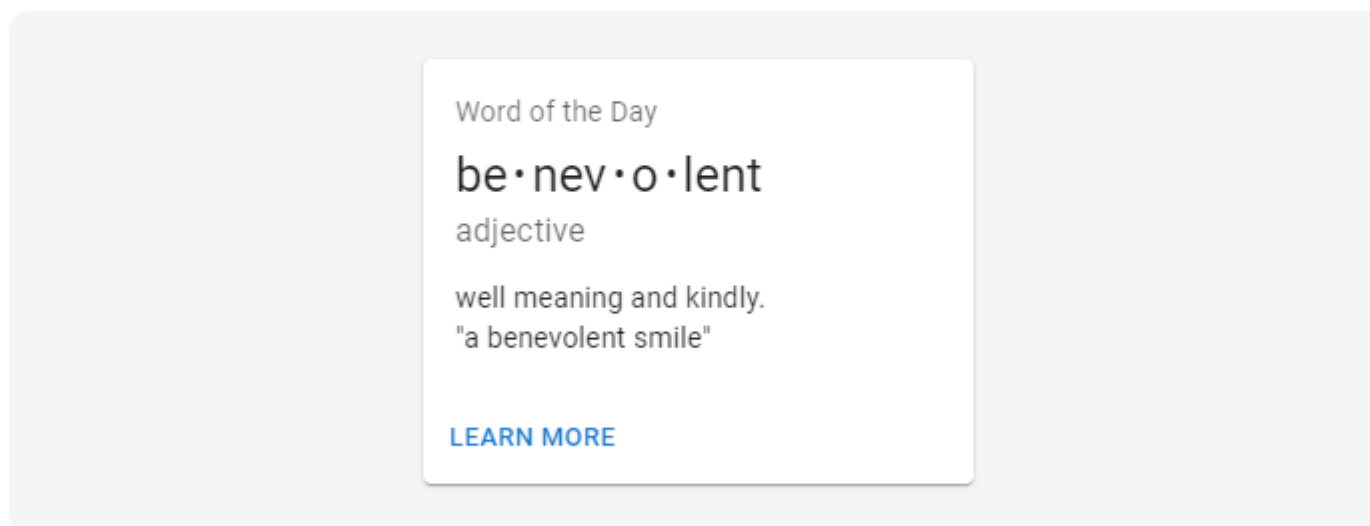 Word of the Day
be•nev•o•lent
adjective
well meaning and kindly.
"a benevolent smile"
LEARN MORE